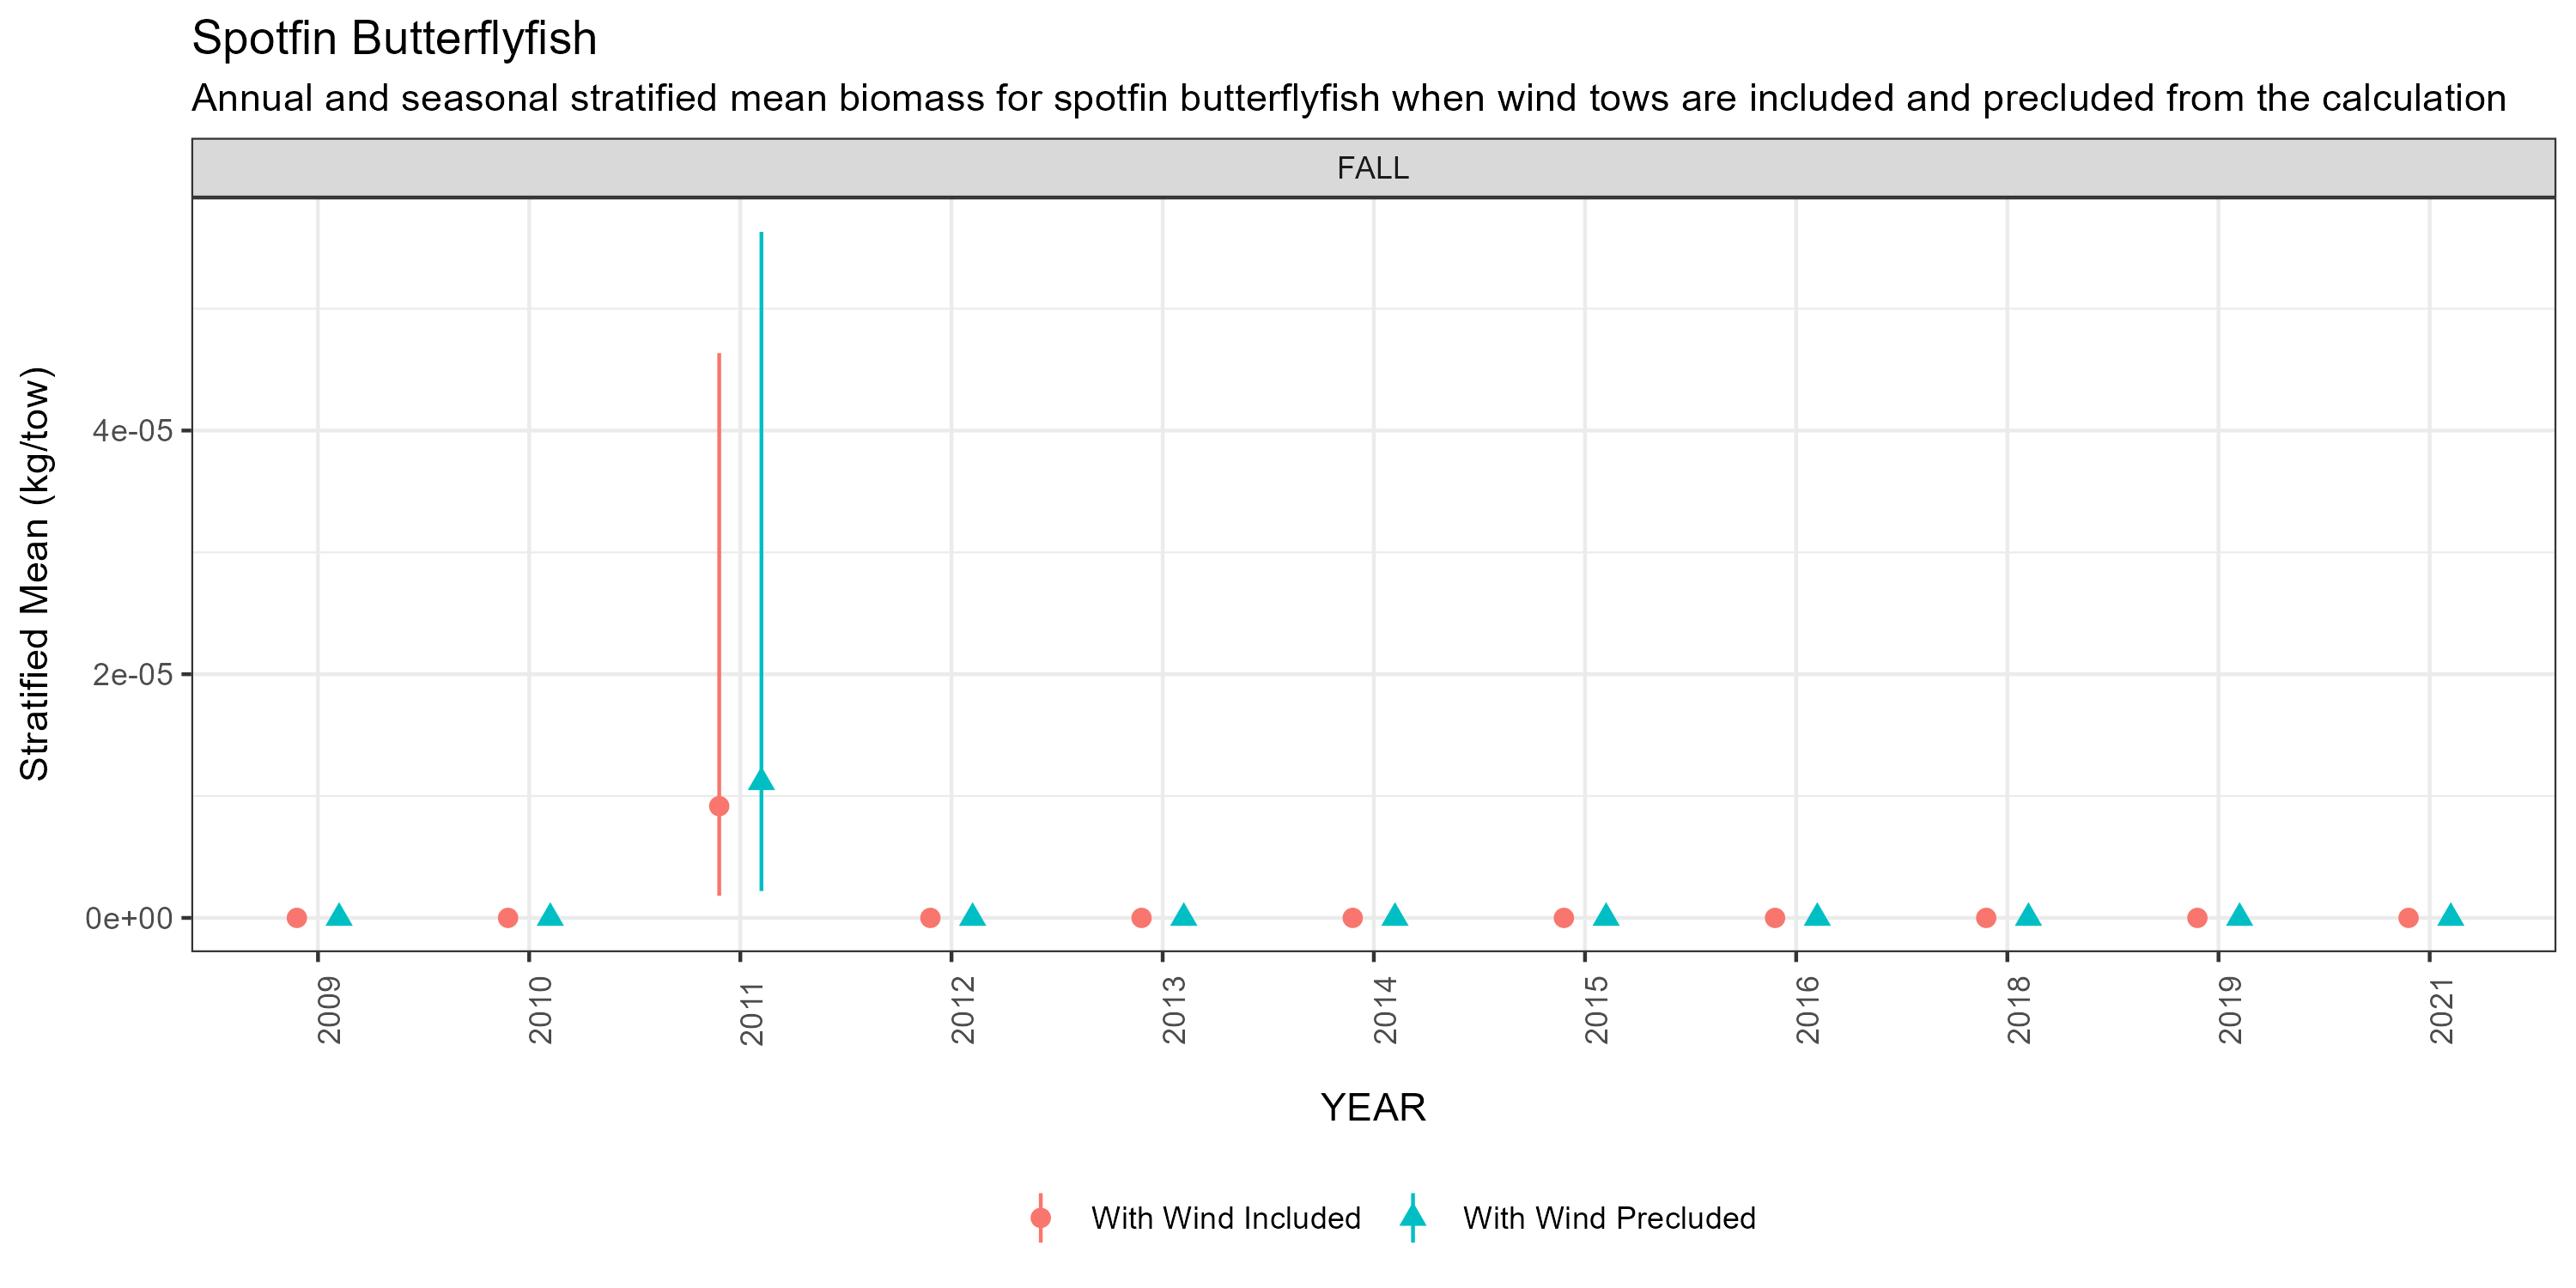 Spotfin Butterflyfish
Annual and seasonal stratified mean biomass for spotfin butterflyfish when wind tows are included and precluded from the calculation
FALL
Stratified Mean (kg/tow)
4e-05
2e-05
0e+00
2009
2010
2011
2012
2013
2014
2015
2016
2018
2019
2021
YEAR
With Wind Included
With Wind Precluded